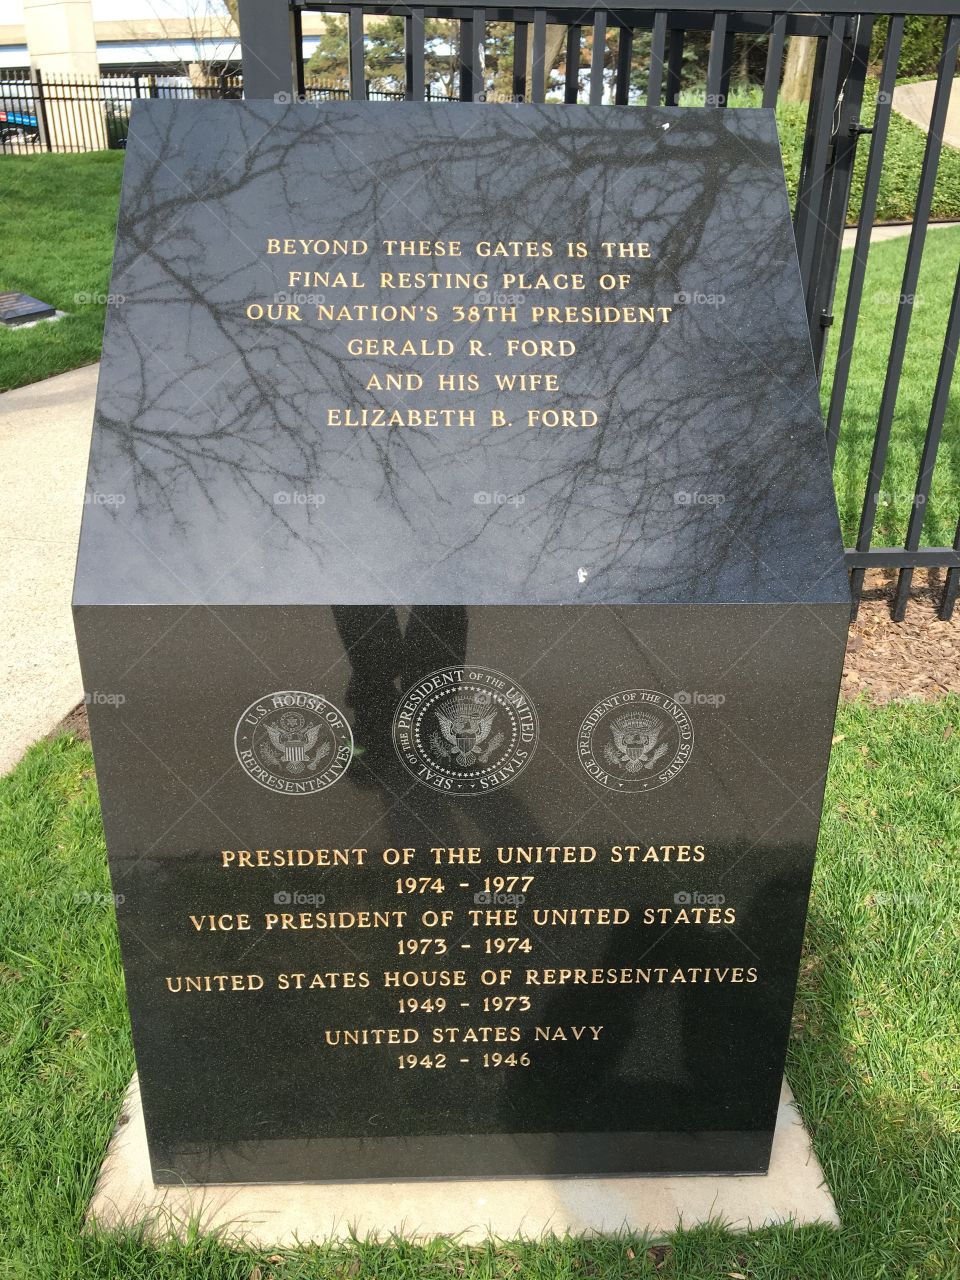 BEYOND THESE GATES IS THE
FINAL RESTING PLACE OF
OUR NATION'S 38TH PRESIDENT
GERALD R. FORD
AND HIS WIFE
ELIZABETH B. FORD
U.S. HOUSE OF
REPRESENTATIVES
SEAL OF THE PRESIDENT OF THE UNITED STATES
VICE PRESIDENT OF THE UNITED STATES
PRESIDENT OF THE UNITED STATES
1974 - 1977
VICE PRESIDENT OF THE UNITED STATES
1973 - 1974
UNITED STATES HOUSE OF REPRESENTATIVES
1949 - 1973
UNITED STATES NAVY
1942 - 1946
foap